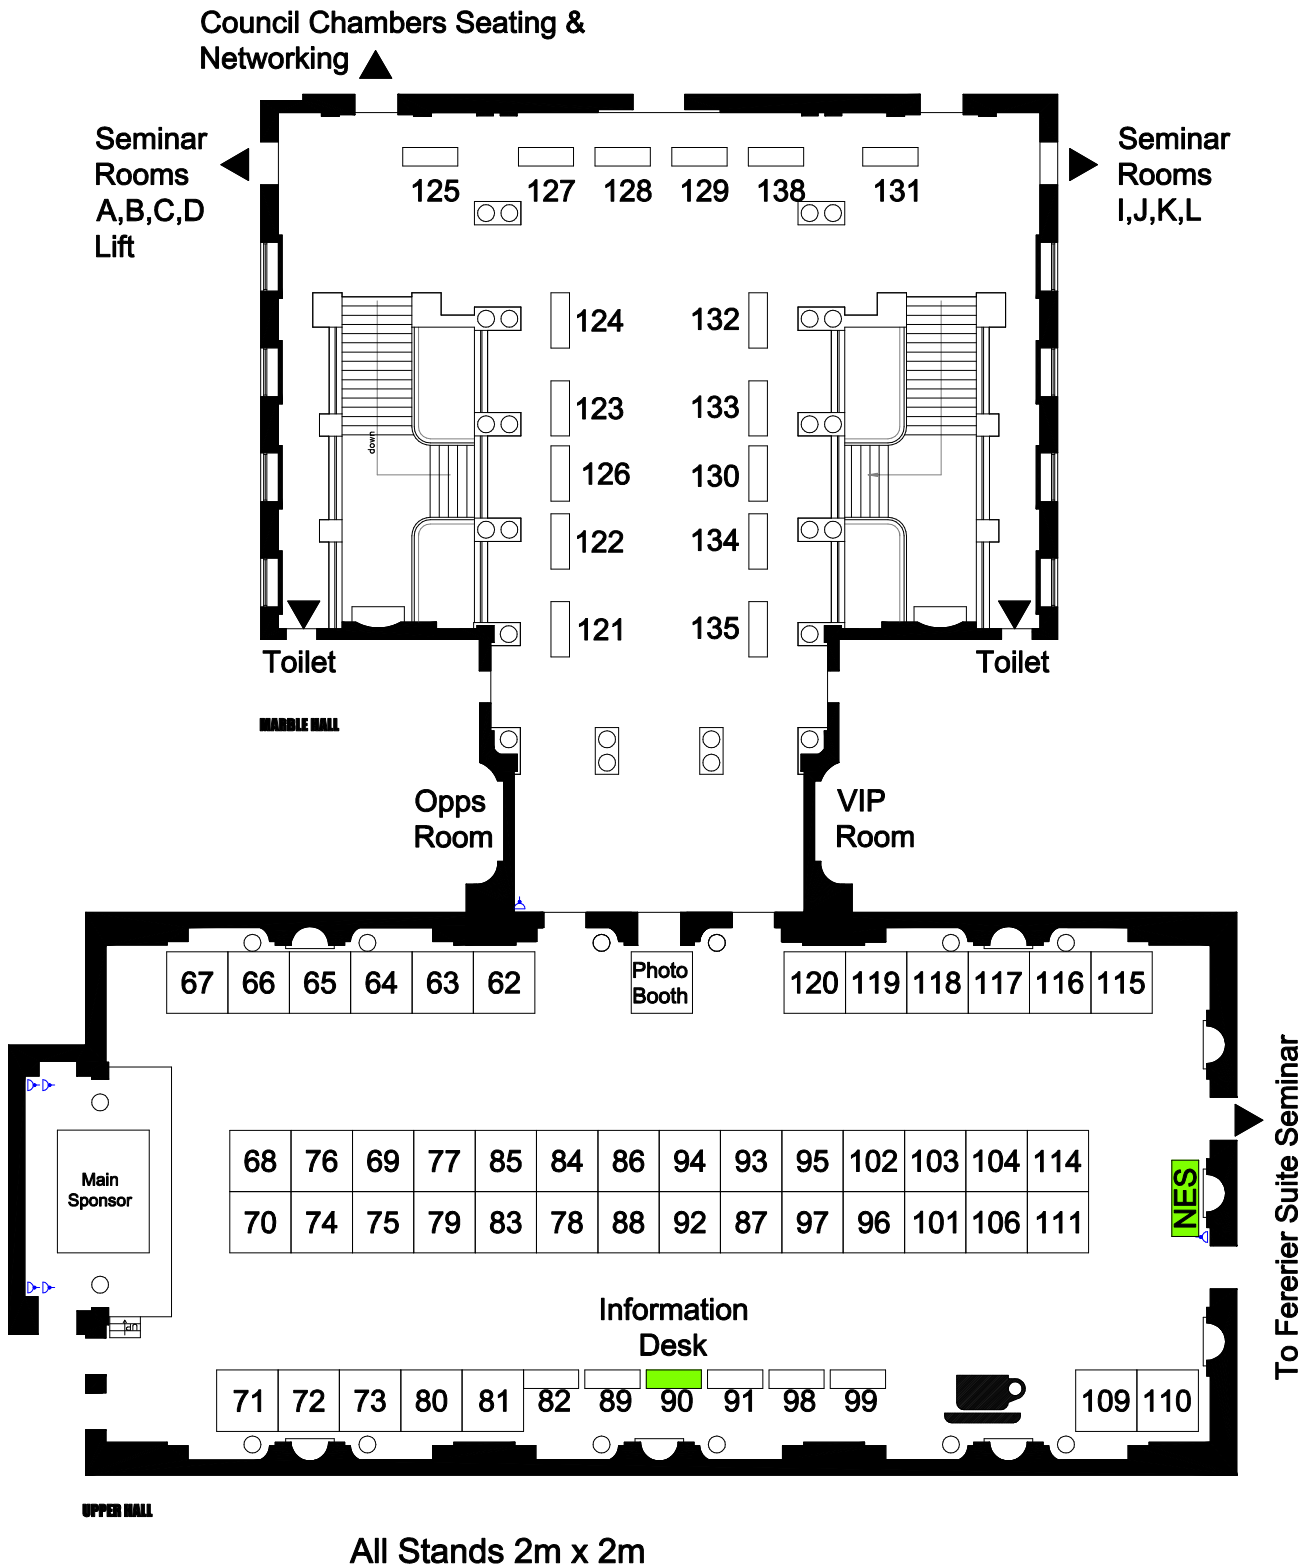 Council Chambers Seating &
Networking
Seminar
Rooms
A,B,C,D
Lift
Seminar
Rooms
I,J,K,L
125 127 128 129 138 131
124 132
123 133
down
126 130
122 134
121 135
Toilet Toilet
MARBLE HALL
Opps
Room
VIP
Room
67 66 65 64 63 62
Photo
Booth
120 119 118 117 116 115
To Fererier Suite Seminar
68 76 69 77 85 84 86 94 93 95 102 103 104 114
Main
Sponsor
NES
70 74 75 79 83 78 88 92 87 97 96 101 106 111
Information
Desk
UP
71 72 73 80 81 82 89 90 91 98 99 109 110
UPPER HALL
All Stands 2m x 2m